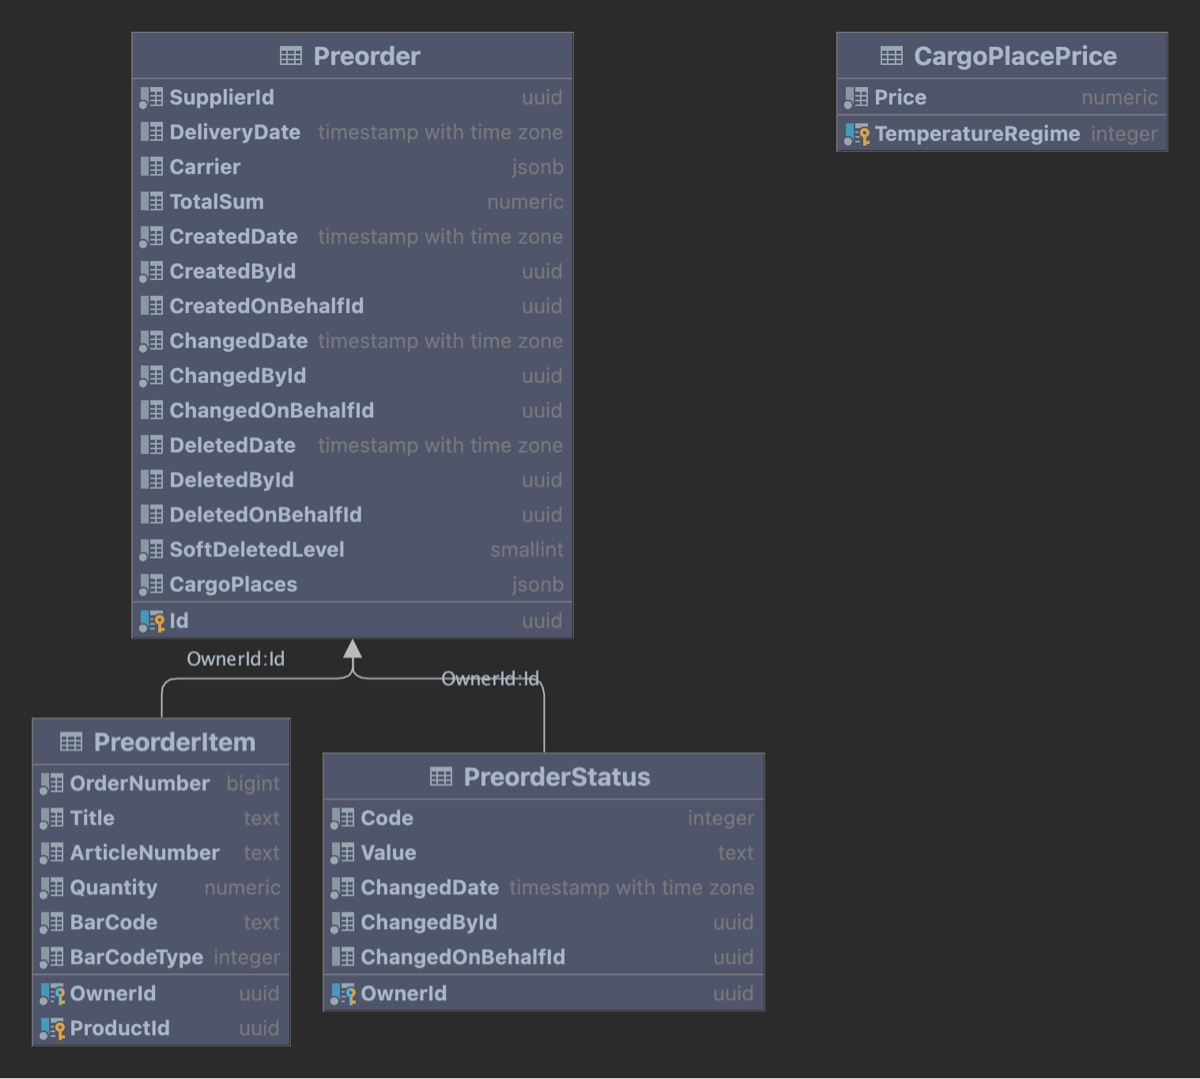 Preorder
SupplierId uuid
DeliveryDate timestamp with time zone
Carrier jsonb
TotalSum numeric
CreatedDate timestamp with time zone
CreatedById uuid
CreatedOnBehalfId uuid
ChangedDate timestamp with time zone
ChangedById uuid
ChangedOnBehalfId uuid
DeletedDate timestamp with time zone
DeletedById uuid
DeletedOnBehalfId uuid
SoftDeletedLevel smallint
CargoPlaces jsonb
Id uuid
CargoPlacePrice
Price numeric
TemperatureRegime integer
OwnerId:Id
OwnerId:Id
PreorderItem
OrderNumber bigint
Title text
ArticleNumber text
Quantity numeric
BarCode text
BarCodeType integer
OwnerId uuid
ProductId uuid
PreorderStatus
Code integer
Value text
ChangedDate timestamp with time zone
ChangedById uuid
ChangedOnBehalfId uuid
OwnerId uuid